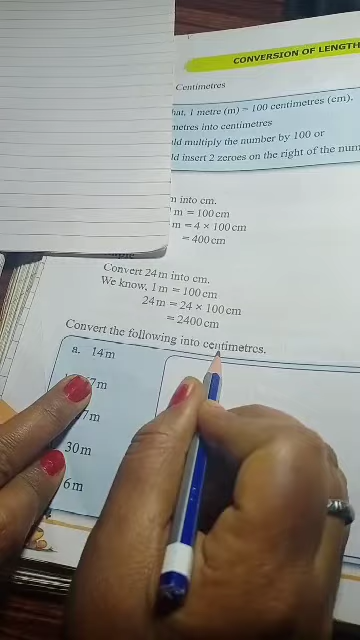 CONVERSION OF LENGTH
Centimetres
hat, 1 metre (m) = 100 centimetres (cm).
metres into centimetres
uld multiply the number by 100 or
ld insert 2 zeroes on the right of the num
m into cm.
m = 100 cm
m = 4 × 100 cm
= 400 cm
Convert 24 m into cm.
We know, 1 m = 100 cm
24 m = 24 × 100 cm
= 2400 cm
Convert the following into centimetres.
a. 14 m
7 m
7 m
30 m
6 m